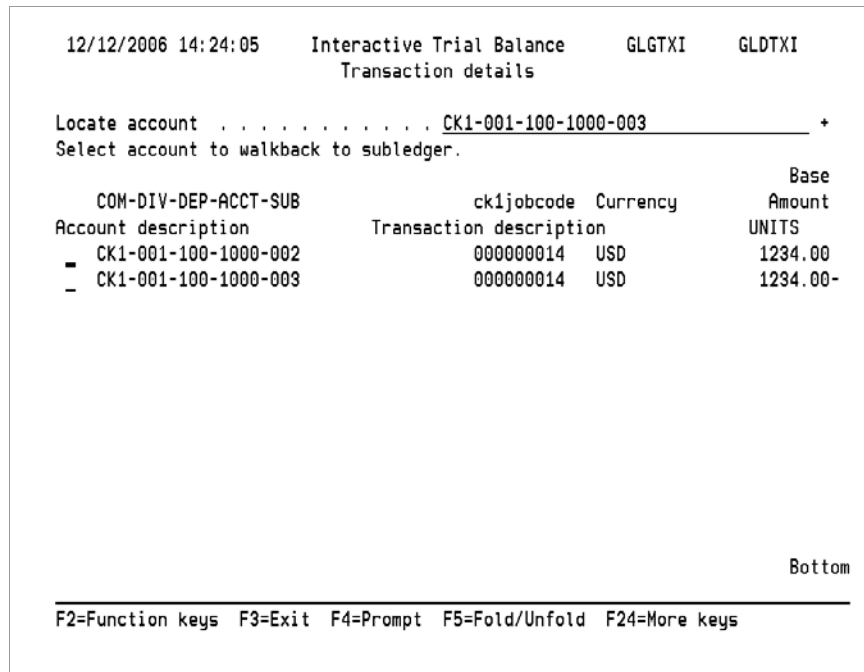 12/12/2006 14:24:05 Interactive Trial Balance GLGTXI GLDTXI
Transaction details
Locate account . . . . . . . . . . . CK1-001-100-1000-003 +
Select account to walkback to subledger.
Base
COM-DIV-DEP-ACCT-SUB ck1jobcode Currency Amount
Account description Transaction description UNITS
_ CK1-001-100-1000-002 000000014 USD 1234.00
_ CK1-001-100-1000-003 000000014 USD 1234.00-
Bottom
F2=Function keys F3=Exit F4=Prompt F5=Fold/Unfold F24=More keys